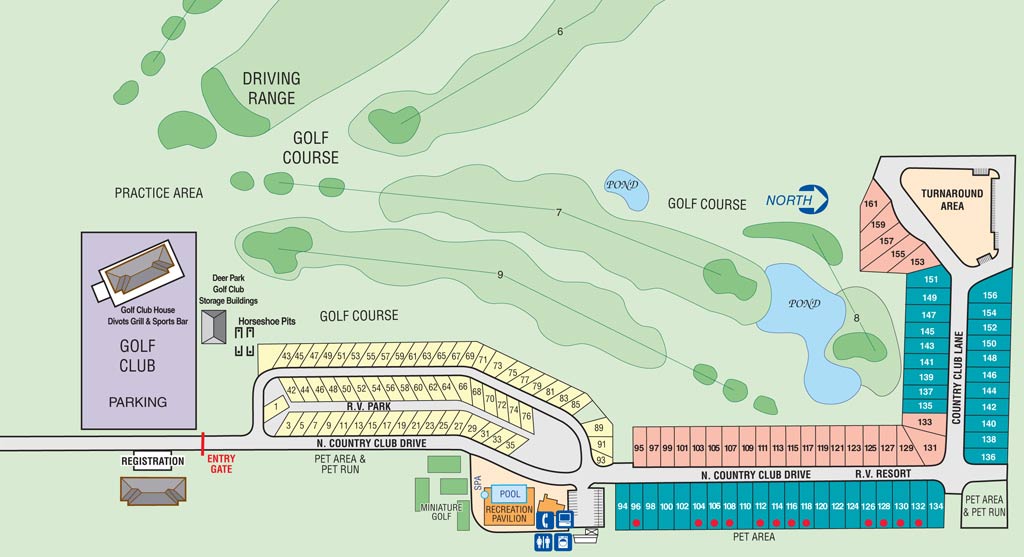 6
DRIVING
RANGE
GOLF
COURSE
PRACTICE AREA
7
POND
GOLF COURSE
NORTH
TURNAROUND
AREA
161
159
157
155
153
9
POND
8
Golf Club House
Divots Grill & Sports Bar
GOLF
CLUB
PARKING
Deer Park
Golf Club
Storage Buildings
Horseshoe Pits
GOLF COURSE
151
149
147
145
143
141
139
137
135
133
131
COUNTRY CLUB LANE
156
154
152
150
148
146
144
142
140
138
136
43 45 47 49 51 53 55 57 59 61 63 65 67 69 71 73 75 77 79 81 83 85
89
91
93
42 44 46 48 50 52 54 56 58 60 62 64 66 68 70 72 74 76
1
R.V. PARK
3 5 7 9 11 13 15 17 19 21 23 25 27 29 31 33 35
N. COUNTRY CLUB DRIVE
REGISTRATION
ENTRY
GATE
PET AREA &
PET RUN
MINIATURE
GOLF
SPA
POOL
RECREATION
PAVILION
95 97 99 101 103 105 107 109 111 113 115 117 119 121 123 125 127 129
N. COUNTRY CLUB DRIVE R.V. RESORT
94 96 98 100 102 104 106 108 110 112 114 116 118 120 122 124 126 128 130 132 134
PET AREA
PET AREA
& PET RUN